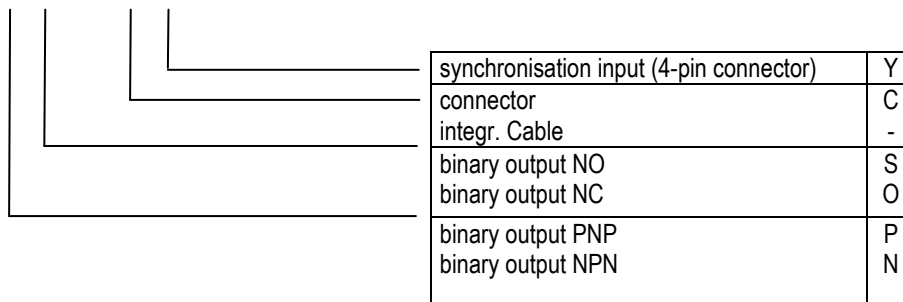 synchronisation input (4-pin connector) Y
connector C
integr. Cable -
binary output NO S
binary output NC O
binary output PNP P
binary output NPN N